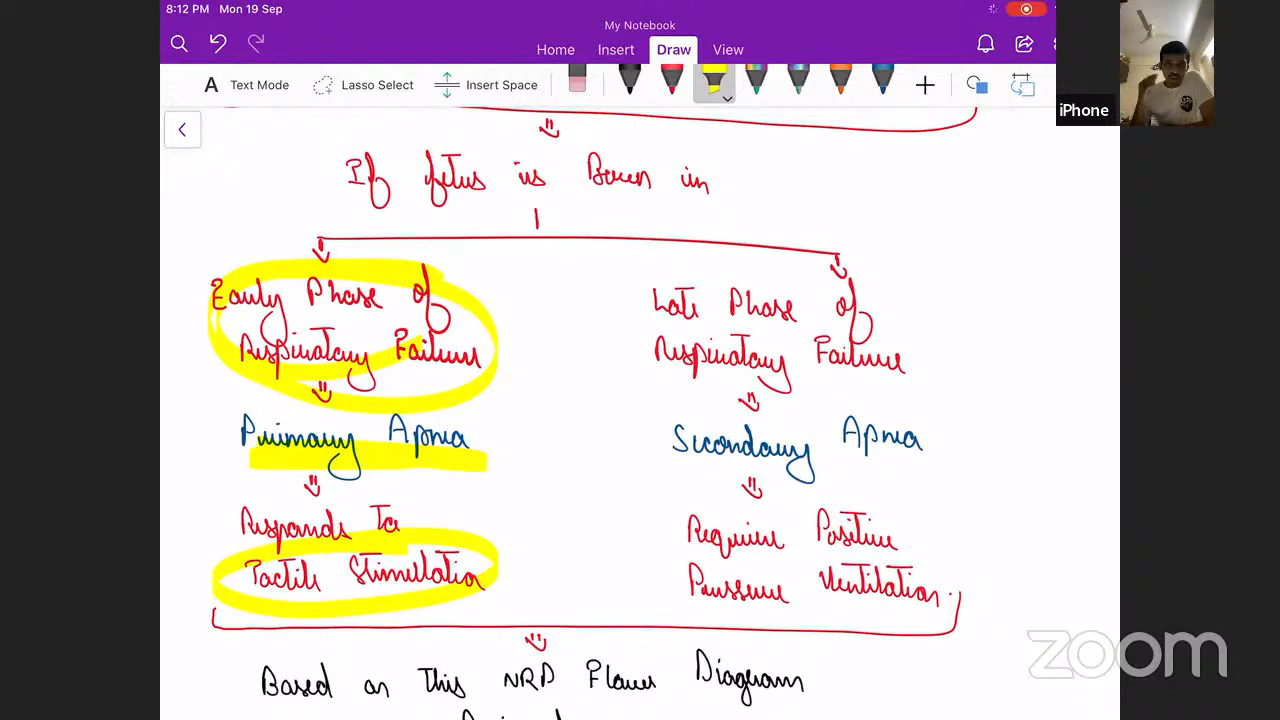 8:12 PM Mon 19 Sep
My Notebook
Home Insert Draw View
Text Mode Lasso Select Insert Space
iPhone
If fetus is Born in
Early Phase of
Respiratory Failure
Late Phase of
Respiratory Failure
Primary Apnea
Secondary Apnea
Responds To
Tactile Stimulation
Require Positive
Pressure Ventilation
Based on This NRP Flow Diagram
zoom